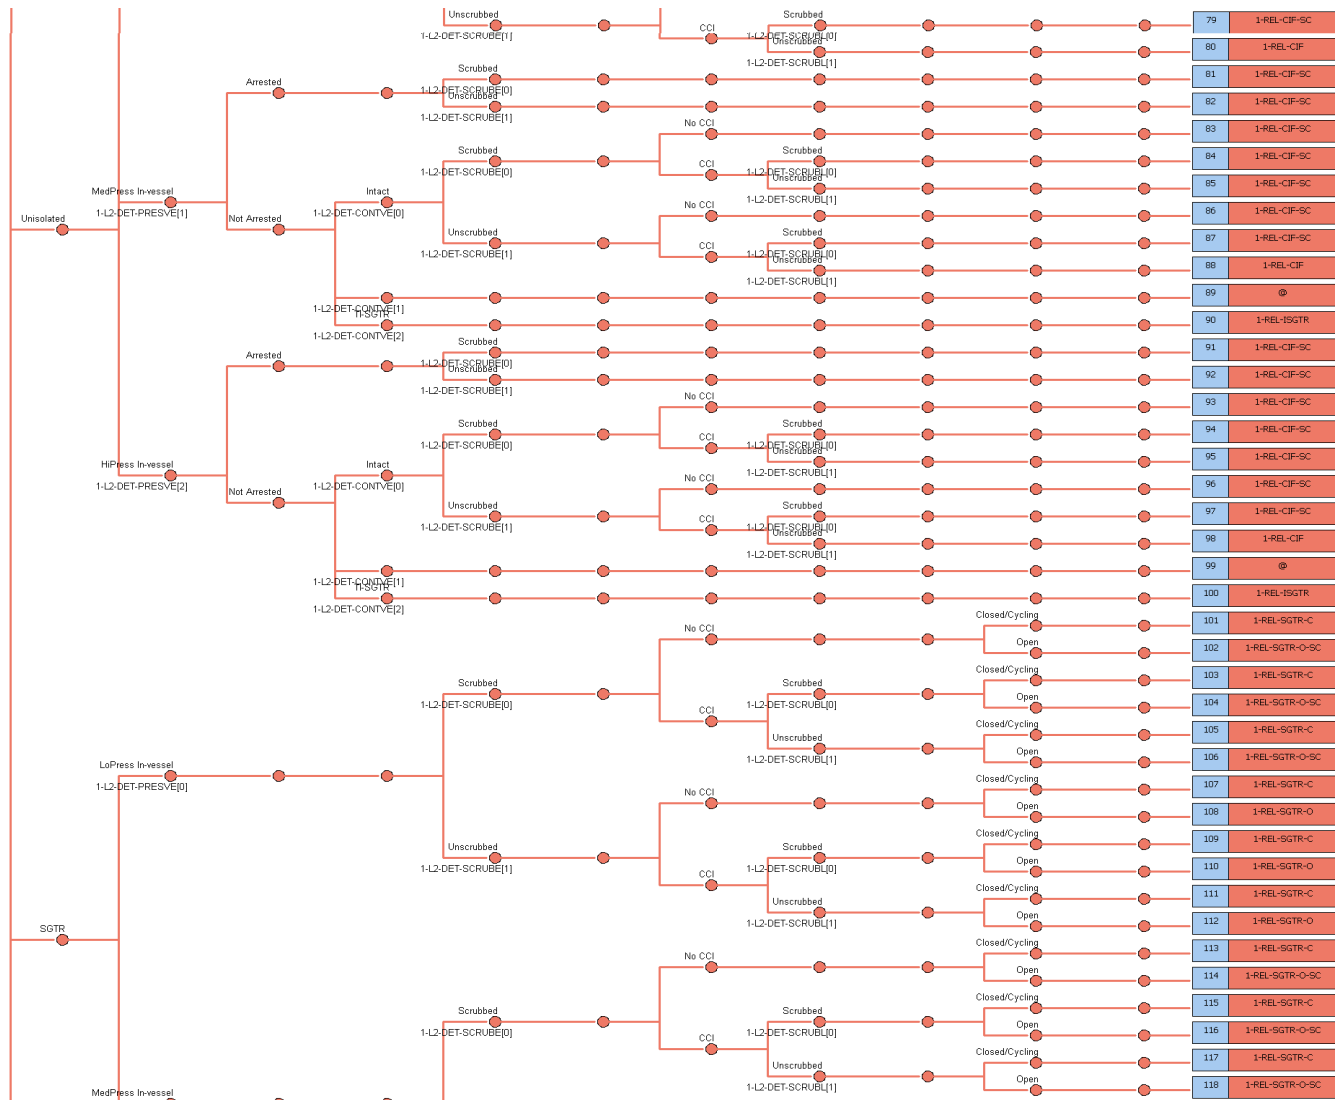 Unscrubbed
1-L2-DET-SCRUBE[1]
CCI
Scrubbed
1-L2-DET-SCRUBL[0]
79 1-REL-CIF-SC
Unscrubbed
1-L2-DET-SCRUBL[1]
80 1-REL-CIF
MedPress In-vessel
1-L2-DET-PRESVE[1]
Unisolated
Arrested
Scrubbed
1-L2-DET-SCRUBE[0]
81 1-REL-CIF-SC
Unscrubbed
1-L2-DET-SCRUBE[1]
82 1-REL-CIF-SC
Not Arrested
Intact
1-L2-DET-CONTVE[0]
Scrubbed
1-L2-DET-SCRUBE[0]
No CCI
83 1-REL-CIF-SC
CCI
Scrubbed
1-L2-DET-SCRUBL[0]
84 1-REL-CIF-SC
Unscrubbed
1-L2-DET-SCRUBL[1]
85 1-REL-CIF-SC
Unscrubbed
1-L2-DET-SCRUBE[1]
No CCI
86 1-REL-CIF-SC
CCI
Scrubbed
1-L2-DET-SCRUBL[0]
87 1-REL-CIF-SC
Unscrubbed
1-L2-DET-SCRUBL[1]
88 1-REL-CIF
1-L2-DET-CONTVE[1]
89 @
TI-SGTR
1-L2-DET-CONTVE[2]
90 1-REL-ISGTR
HiPress In-vessel
1-L2-DET-PRESVE[2]
Arrested
Scrubbed
1-L2-DET-SCRUBE[0]
91 1-REL-CIF-SC
Unscrubbed
1-L2-DET-SCRUBE[1]
92 1-REL-CIF-SC
Not Arrested
Intact
1-L2-DET-CONTVE[0]
Scrubbed
1-L2-DET-SCRUBE[0]
No CCI
93 1-REL-CIF-SC
CCI
Scrubbed
1-L2-DET-SCRUBL[0]
94 1-REL-CIF-SC
Unscrubbed
1-L2-DET-SCRUBL[1]
95 1-REL-CIF-SC
Unscrubbed
1-L2-DET-SCRUBE[1]
No CCI
96 1-REL-CIF-SC
CCI
Scrubbed
1-L2-DET-SCRUBL[0]
97 1-REL-CIF-SC
Unscrubbed
1-L2-DET-SCRUBL[1]
98 1-REL-CIF
1-L2-DET-CONTVE[1]
99 @
TI-SGTR
1-L2-DET-CONTVE[2]
100 1-REL-ISGTR
SGTR
LoPress In-vessel
1-L2-DET-PRESVE[0]
Scrubbed
1-L2-DET-SCRUBE[0]
No CCI
Closed/Cycling
101 1-REL-SGTR-C
Open
102 1-REL-SGTR-O-SC
CCI
Scrubbed
1-L2-DET-SCRUBL[0]
Closed/Cycling
103 1-REL-SGTR-C
Open
104 1-REL-SGTR-O-SC
Unscrubbed
1-L2-DET-SCRUBL[1]
Closed/Cycling
105 1-REL-SGTR-C
Open
106 1-REL-SGTR-O-SC
Unscrubbed
1-L2-DET-SCRUBE[1]
No CCI
Closed/Cycling
107 1-REL-SGTR-C
Open
108 1-REL-SGTR-O
CCI
Scrubbed
1-L2-DET-SCRUBL[0]
Closed/Cycling
109 1-REL-SGTR-C
Open
110 1-REL-SGTR-O
Unscrubbed
1-L2-DET-SCRUBL[1]
Closed/Cycling
111 1-REL-SGTR-C
Open
112 1-REL-SGTR-O
MedPress In-vessel
Scrubbed
1-L2-DET-SCRUBE[0]
No CCI
Closed/Cycling
113 1-REL-SGTR-C
Open
114 1-REL-SGTR-O-SC
CCI
Scrubbed
1-L2-DET-SCRUBL[0]
Closed/Cycling
115 1-REL-SGTR-C
Open
116 1-REL-SGTR-O-SC
Unscrubbed
1-L2-DET-SCRUBL[1]
Closed/Cycling
117 1-REL-SGTR-C
Open
118 1-REL-SGTR-O-SC